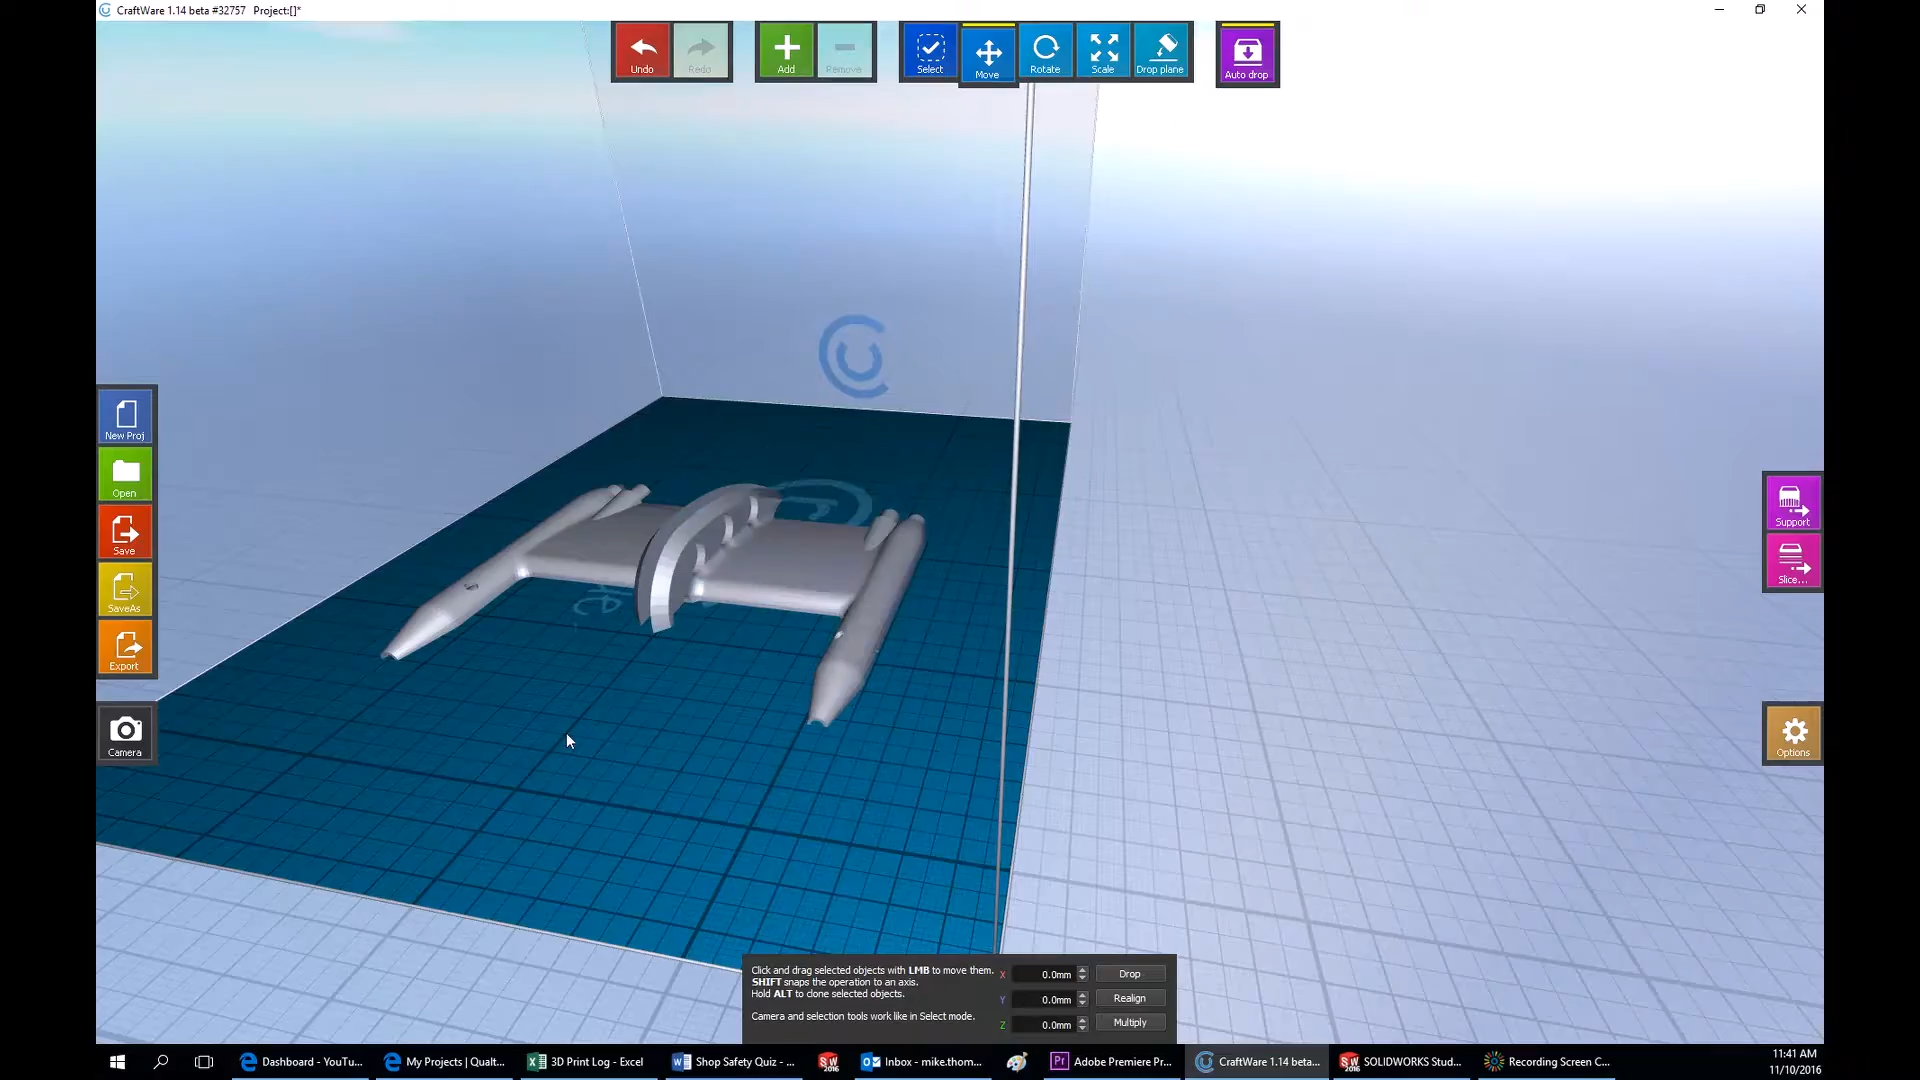 CraftWare 1.14 beta #32757 Project:[]*
Undo
Redo
Add
Remove
Select
Move
Rotate
Scale
Drop plane
Auto drop
New Proj
Open
Save
SaveAs
Export
Camera
Support
Slice...
Options
Click and drag selected objects with LMB to move them.
SHIFT snaps the operation to an axis.
Hold ALT to clone selected objects.
Camera and selection tools work like in Select mode.
X 0.0mm Drop
Y 0.0mm Realign
Z 0.0mm Multiply
Dashboard - YouTu...
My Projects | Qualt...
3D Print Log - Excel
Shop Safety Quiz - ...
SW 2016
Inbox - mike.thom...
Pr Adobe Premiere Pr...
CraftWare 1.14 beta...
SW 2016 SOLIDWORKS Stud...
Recording Screen C...
11:41 AM
11/10/2016